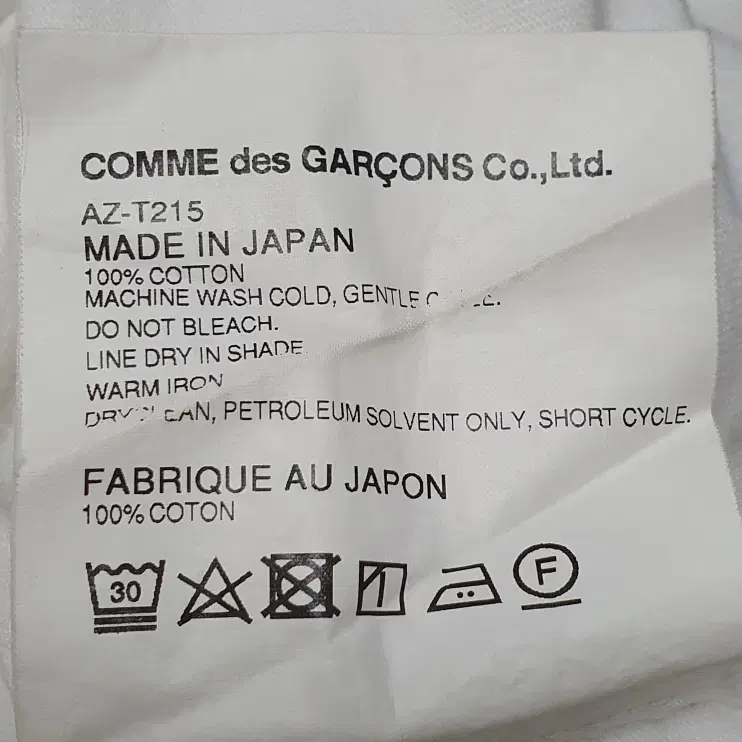 COMME des GARÇONS Co.,Ltd.
AZ-T215
MADE IN JAPAN
100% COTTON
MACHINE WASH COLD, GENTLE
DO NOT BLEACH.
LINE DRY IN SHADE
WARM IRON
PETROLEUM SOLVENT ONLY, SHORT CYCLE.
FABRIQUE AU JAPON
100% COTON
30
F